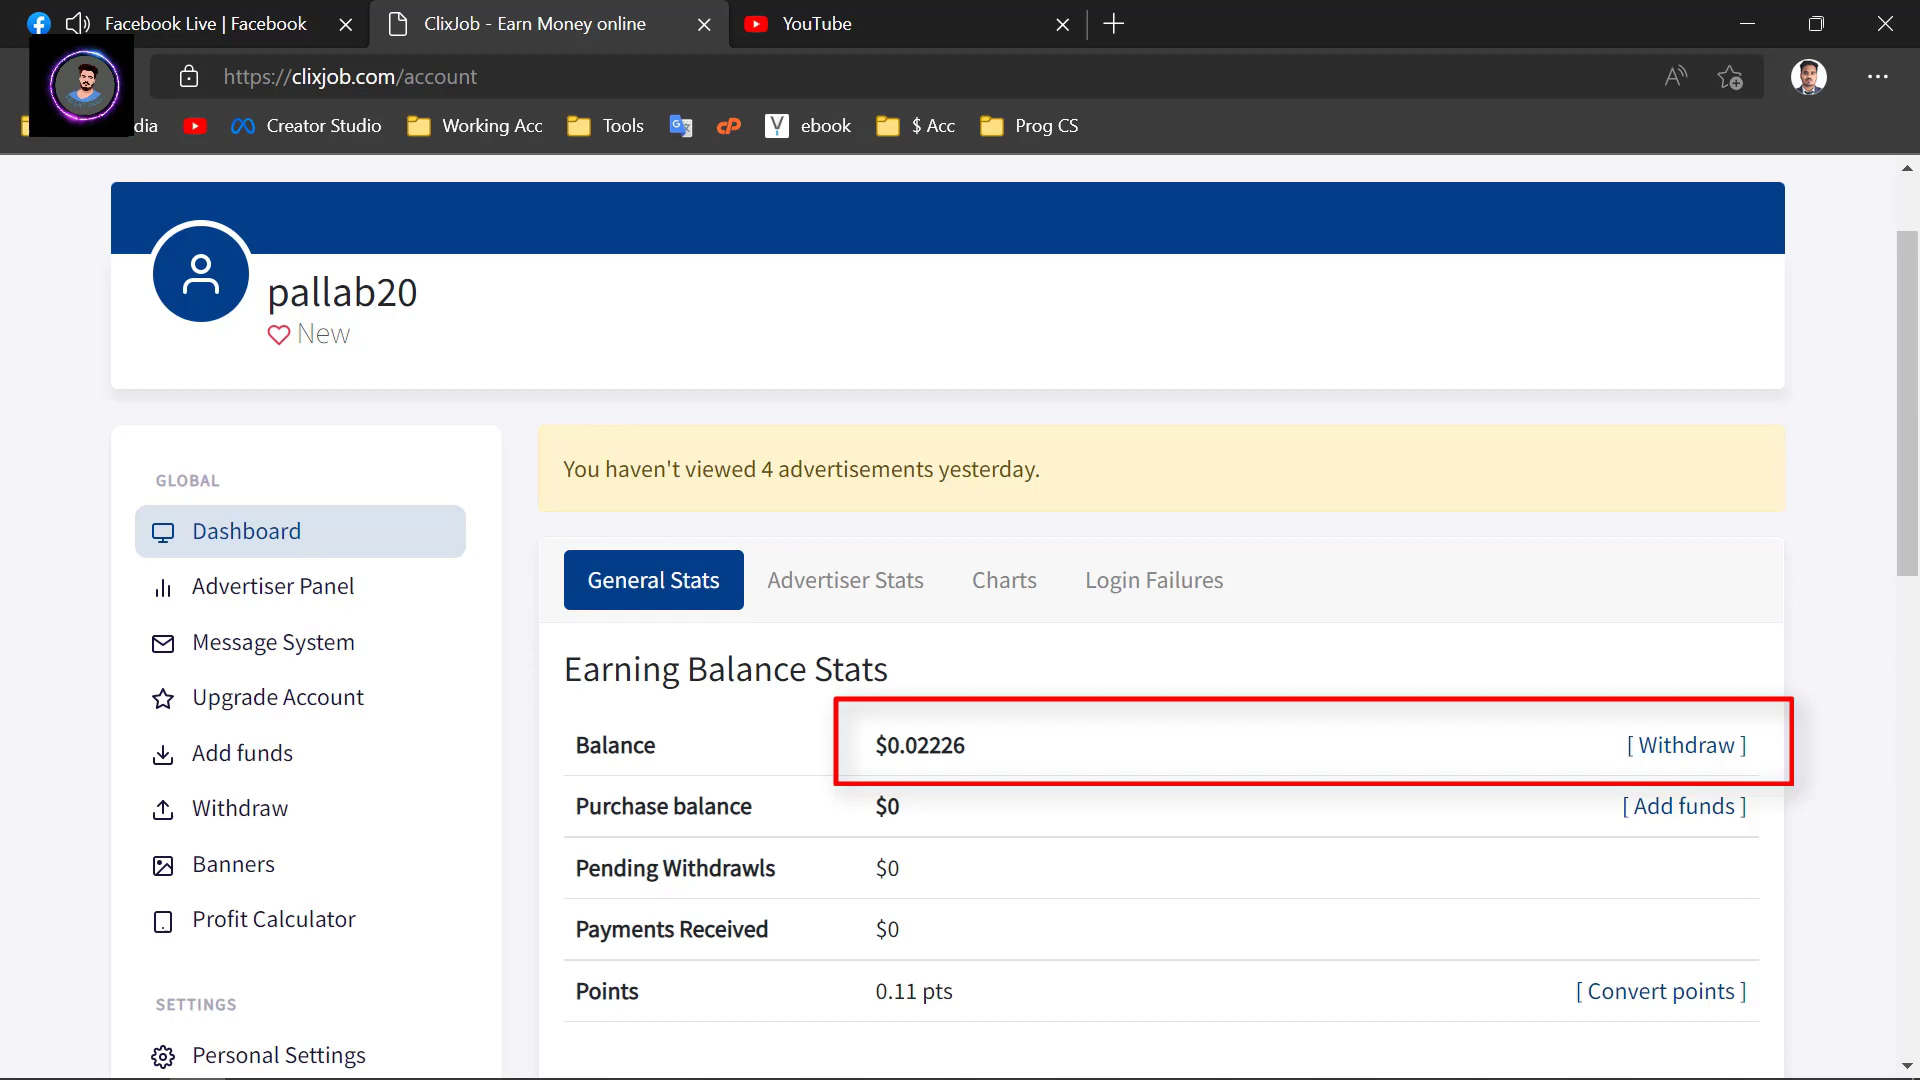 Facebook Live | Facebook
ClixJob - Earn Money online
YouTube
https://clixjob.com/account
dia
Creator Studio
Working Acc
Tools
ebook
$ Acc
Prog CS
pallab20
New
GLOBAL
Dashboard
Advertiser Panel
Message System
Upgrade Account
Add funds
Withdraw
Banners
Profit Calculator
SETTINGS
Personal Settings
You haven't viewed 4 advertisements yesterday.
General Stats
Advertiser Stats
Charts
Login Failures
Earning Balance Stats
Balance $0.02226 [ Withdraw ]
Purchase balance $0 [ Add funds ]
Pending Withdrawls $0
Payments Received $0
Points 0.11 pts [ Convert points ]